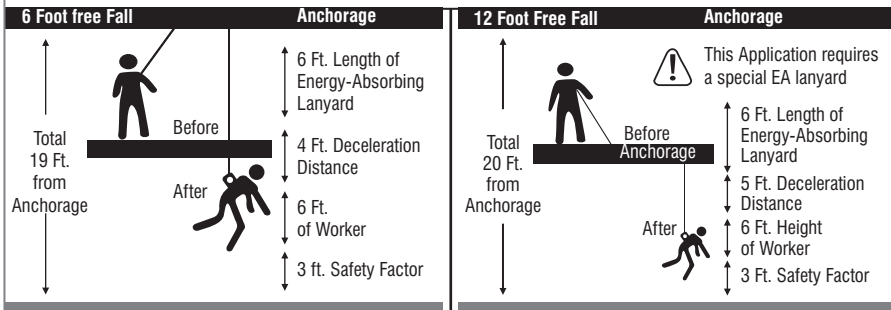 6 Foot free Fall
Anchorage
Total
19 Ft.
from
Anchorage
Before
After
6 Ft. Length of
Energy-Absorbing
Lanyard
4 Ft. Deceleration
Distance
6 Ft.
of Worker
3 ft. Safety Factor
12 Foot Free Fall
Anchorage
This Application requires
a special EA lanyard
Total
20 Ft.
from
Anchorage
Before
Anchorage
After
6 Ft. Length of
Energy-Absorbing
Lanyard
5 Ft. Deceleration
Distance
6 Ft. Height
of Worker
3 Ft. Safety Factor